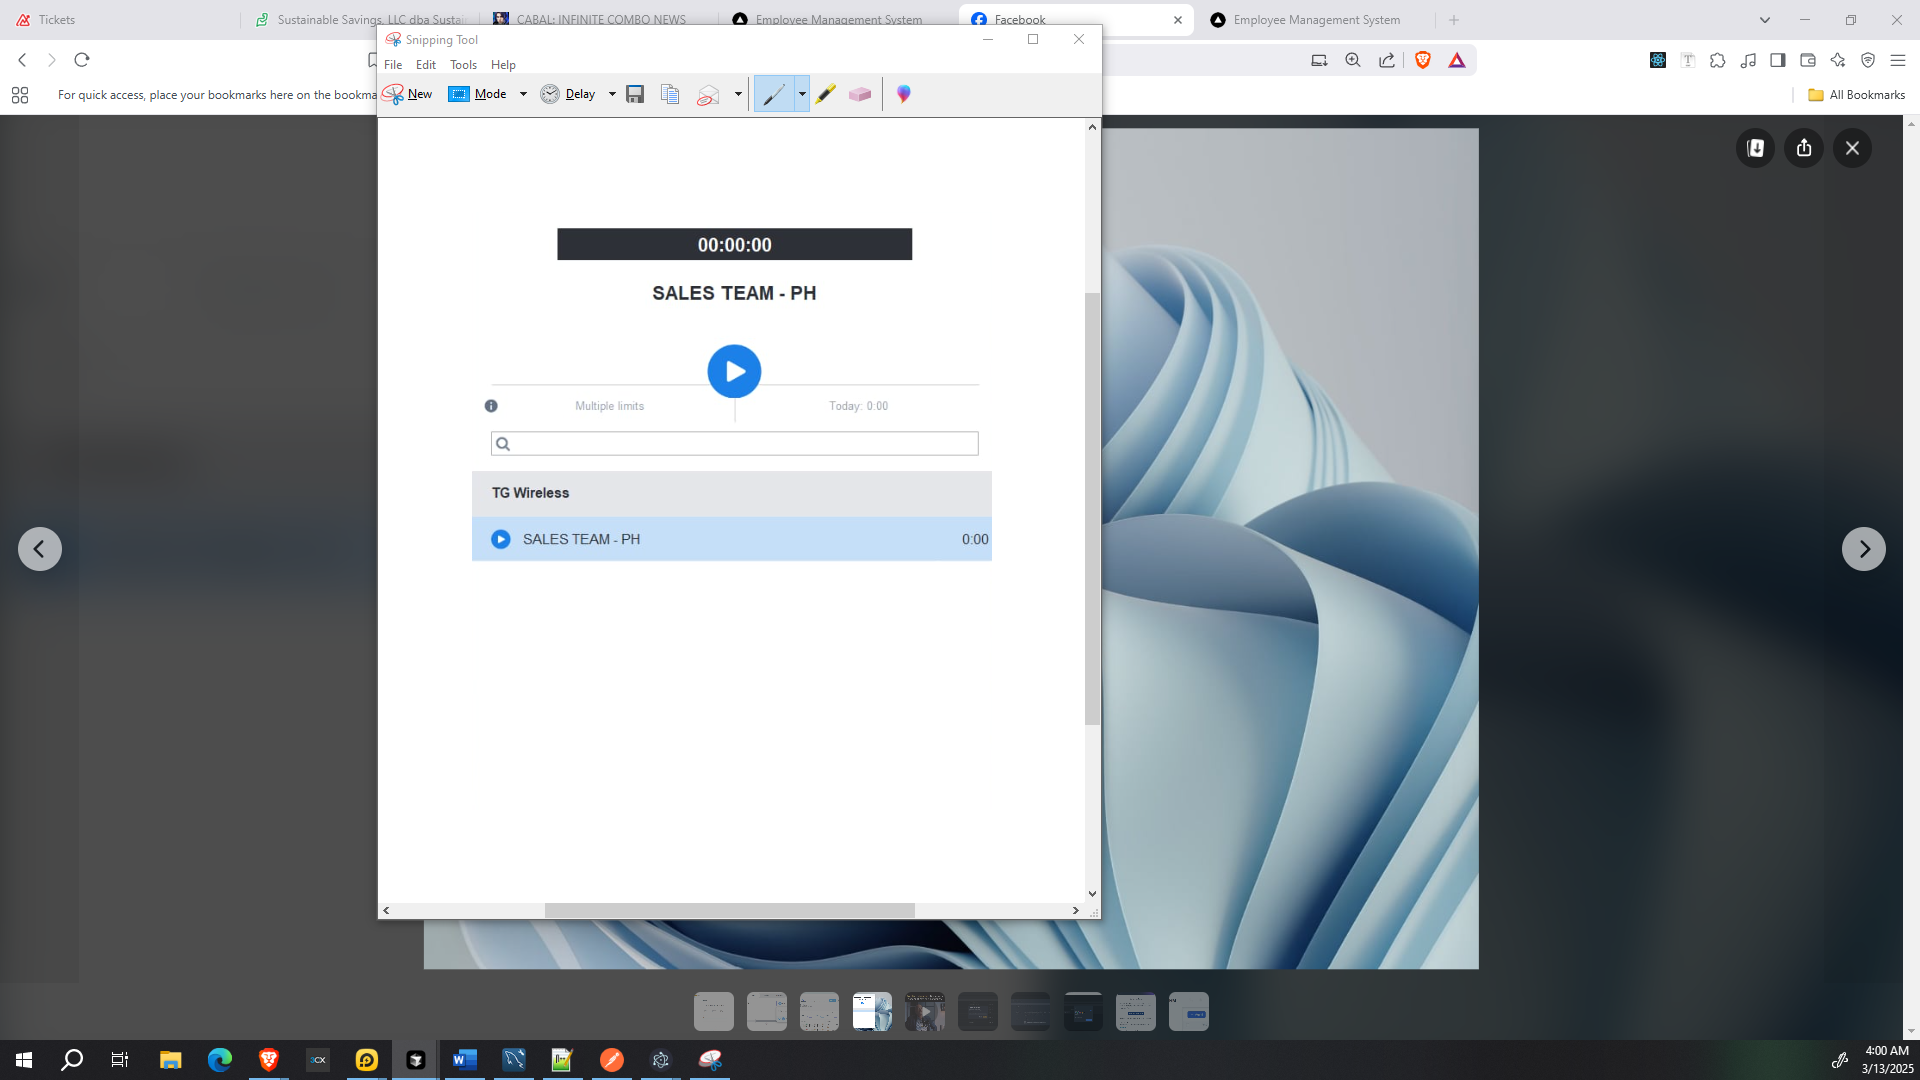 Tickets
Sustainable Savings, LLC dba Sustai
CABAL: INFINITE COMBO NEWS
Employee Management System
Facebook
Employee Management System
Snipping Tool
File Edit Tools Help
For quick access, place your bookmarks here on the bookma
All Bookmarks
New Mode Delay
00:00:00
SALES TEAM - PH
Multiple limits
Today: 0:00
TG Wireless
SALES TEAM - PH 0:00
4:00 AM
3/13/2025